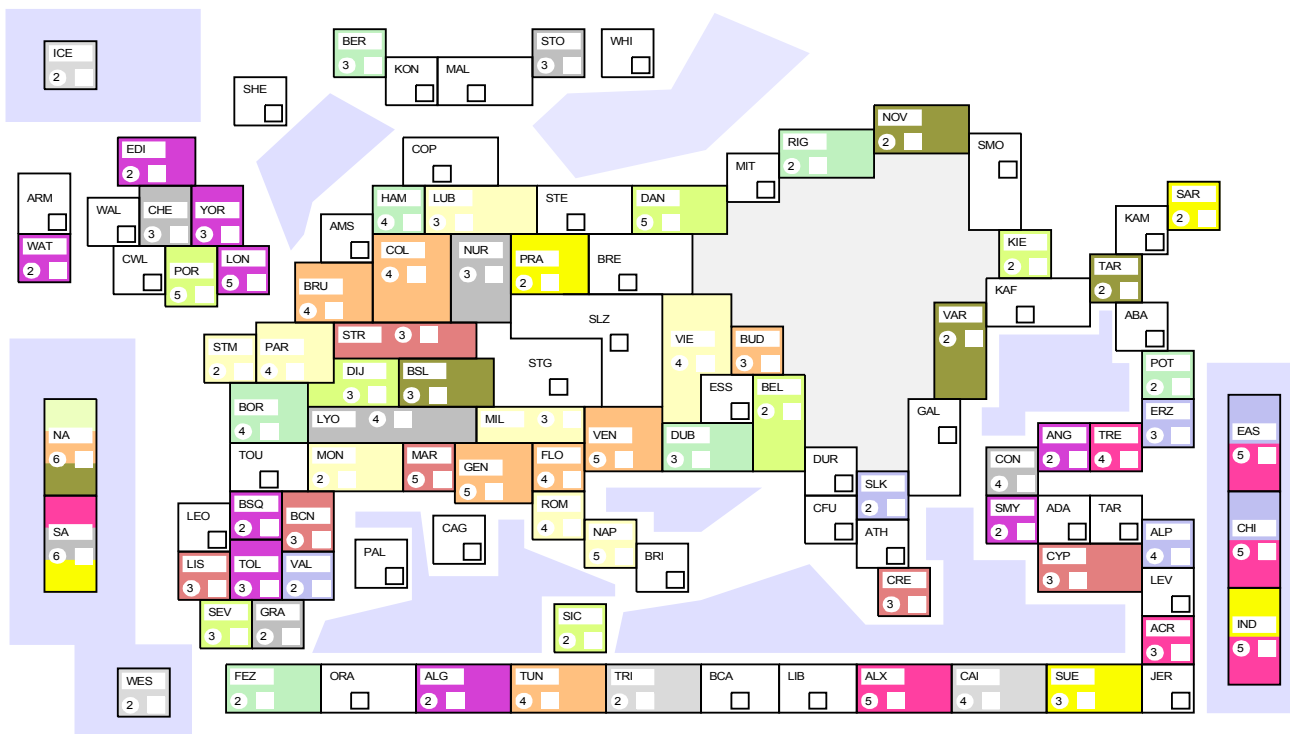 ICE
2
BER
3
KON
MAL
STO
3
WHI
SHE
EDI
2
COP
MIT
RIG
2
NOV
2
SMO
ARM
WAT
2
WAL
CHE
3
YOR
3
CWL
POR
5
LON
5
AMS
HAM
4
LUB
3
STE
DAN
5
KIE
2
KAM
SAR
2
BRU
4
COL
4
NUR
3
PRA
2
BRE
TAR
2
KAF
ABA
STM
2
PAR
4
STR 3
SLZ
STG
VIE
4
BUD
3
VAR
2
POT
2
DIJ
3
BSL
3
ESS
BEL
2
BOR
4
LYO 4
MIL 3
VEN
5
DUB
3
GAL
ERZ
3
NA
6
SA
6
TOU
MON
2
MAR
5
GEN
5
FLO
4
DUR
SLK
2
CON
4
ANG
2
TRE
4
EAS
5
LEO
BSQ
2
BCN
3
CAG
ROM
4
NAP
5
BRI
CFU
ATH
SMY
2
ADA
TAR
ALP
4
CHI
5
LIS
3
TOL
3
VAL
2
PAL
CRE
3
CYP
3
LEV
SEV
3
GRA
2
SIC
2
ACR
3
IND
5
WES
2
FEZ
2
ORA
ALG
2
TUN
4
TRI
2
BCA
LIB
ALX
5
CAI
4
SUE
3
JER